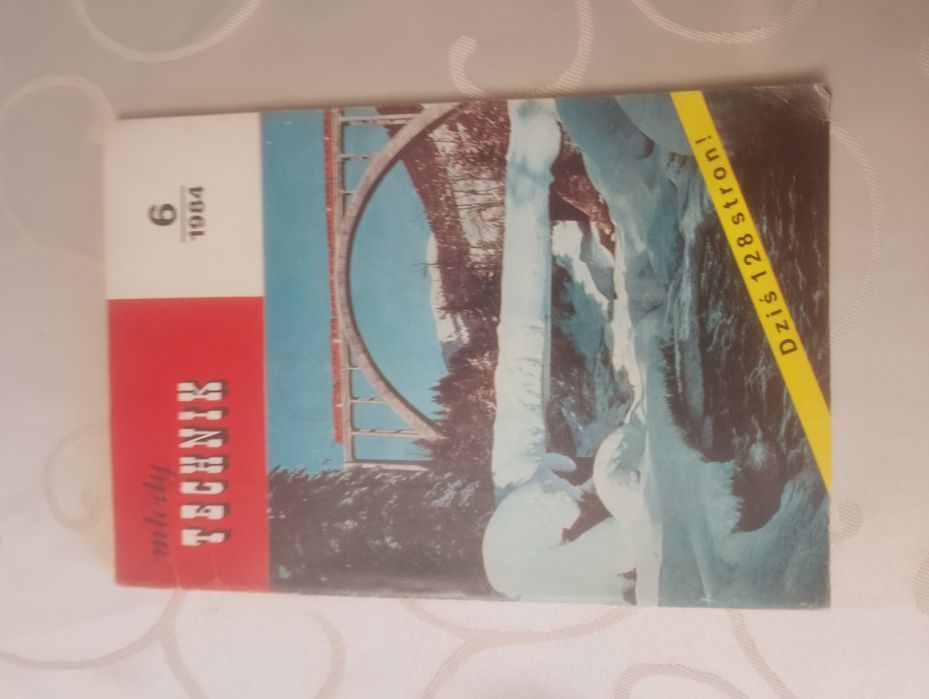 młody
TECHNIK
6
1984
Dziś 128 stron!